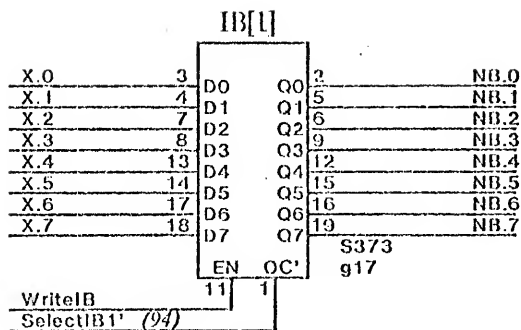 IB[1]
X.0 3 D0 Q0 2 NB.0
X.1 4 D1 Q1 5 NB.1
X.2 7 D2 Q2 6 NB.2
X.3 8 D3 Q3 9 NB.3
X.4 13 D4 Q4 12 NB.4
X.5 14 D5 Q5 15 NB.5
X.6 17 D6 Q6 16 NB.6
X.7 18 D7 Q7 19 NB.7
S373
EN OC' g17
11 1
WriteIB
SelectIB1' (94)